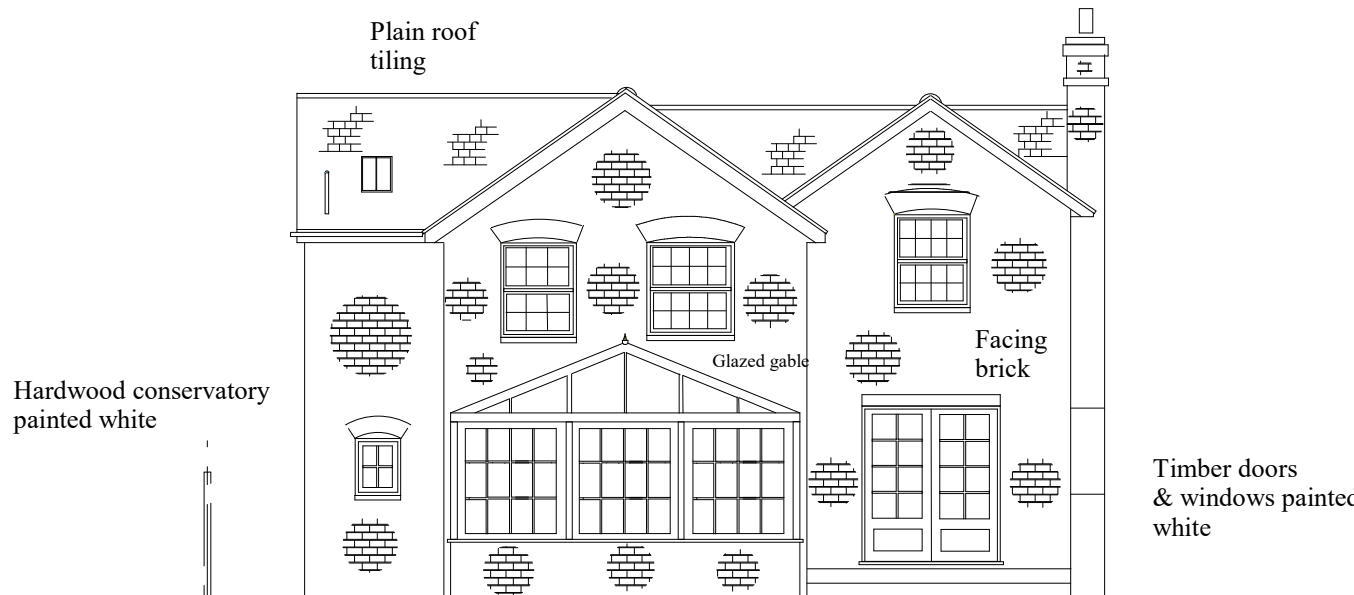 Plain roof
tiling
Glazed gable
Facing
brick
Hardwood conservatory
painted white
Timber doors
& windows painted
white